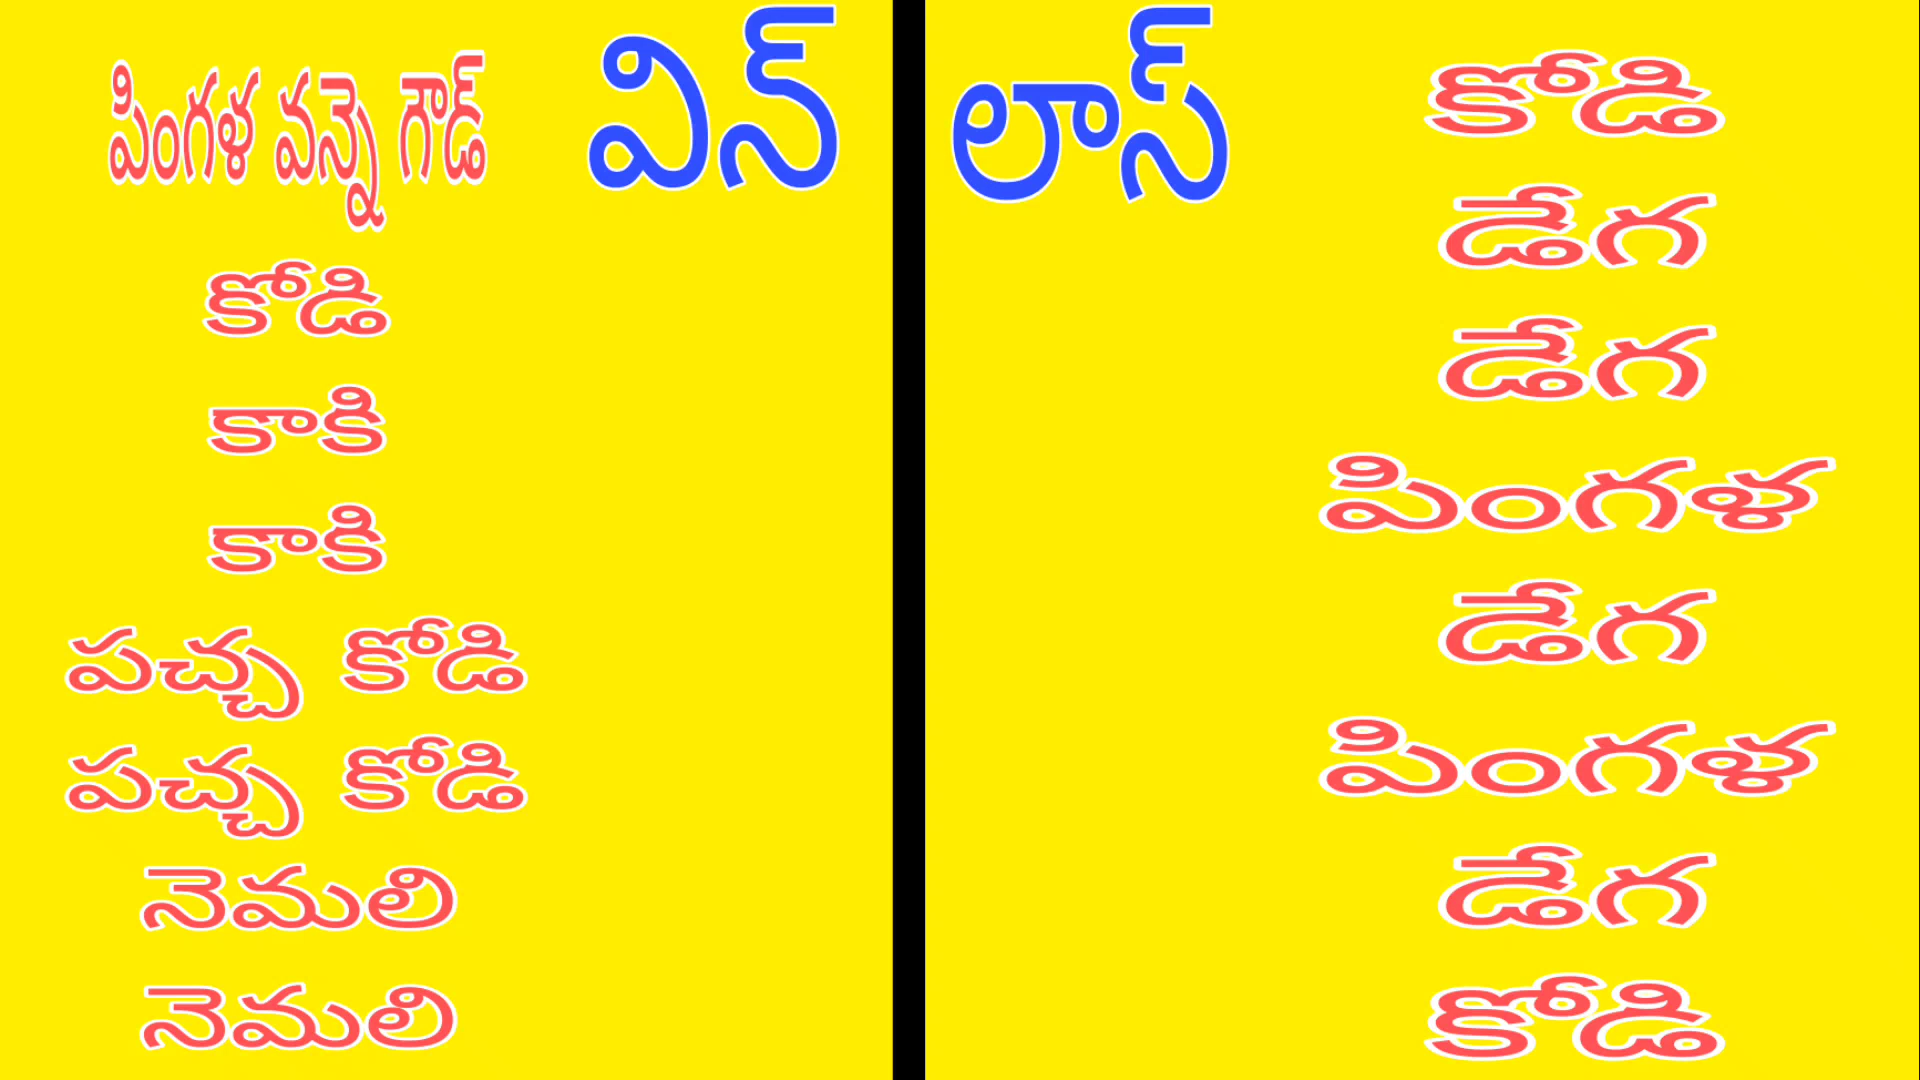 పింగళ వన్నె గౌడ్ విన్
కోడి
కాకి
కాకి
పచ్చ కోడి
పచ్చ కోడి
నెమలి
నెమలి
లాస్ కోడి
డేగ
డేగ
పింగళ
డేగ
పింగళ
డేగ
కోడి